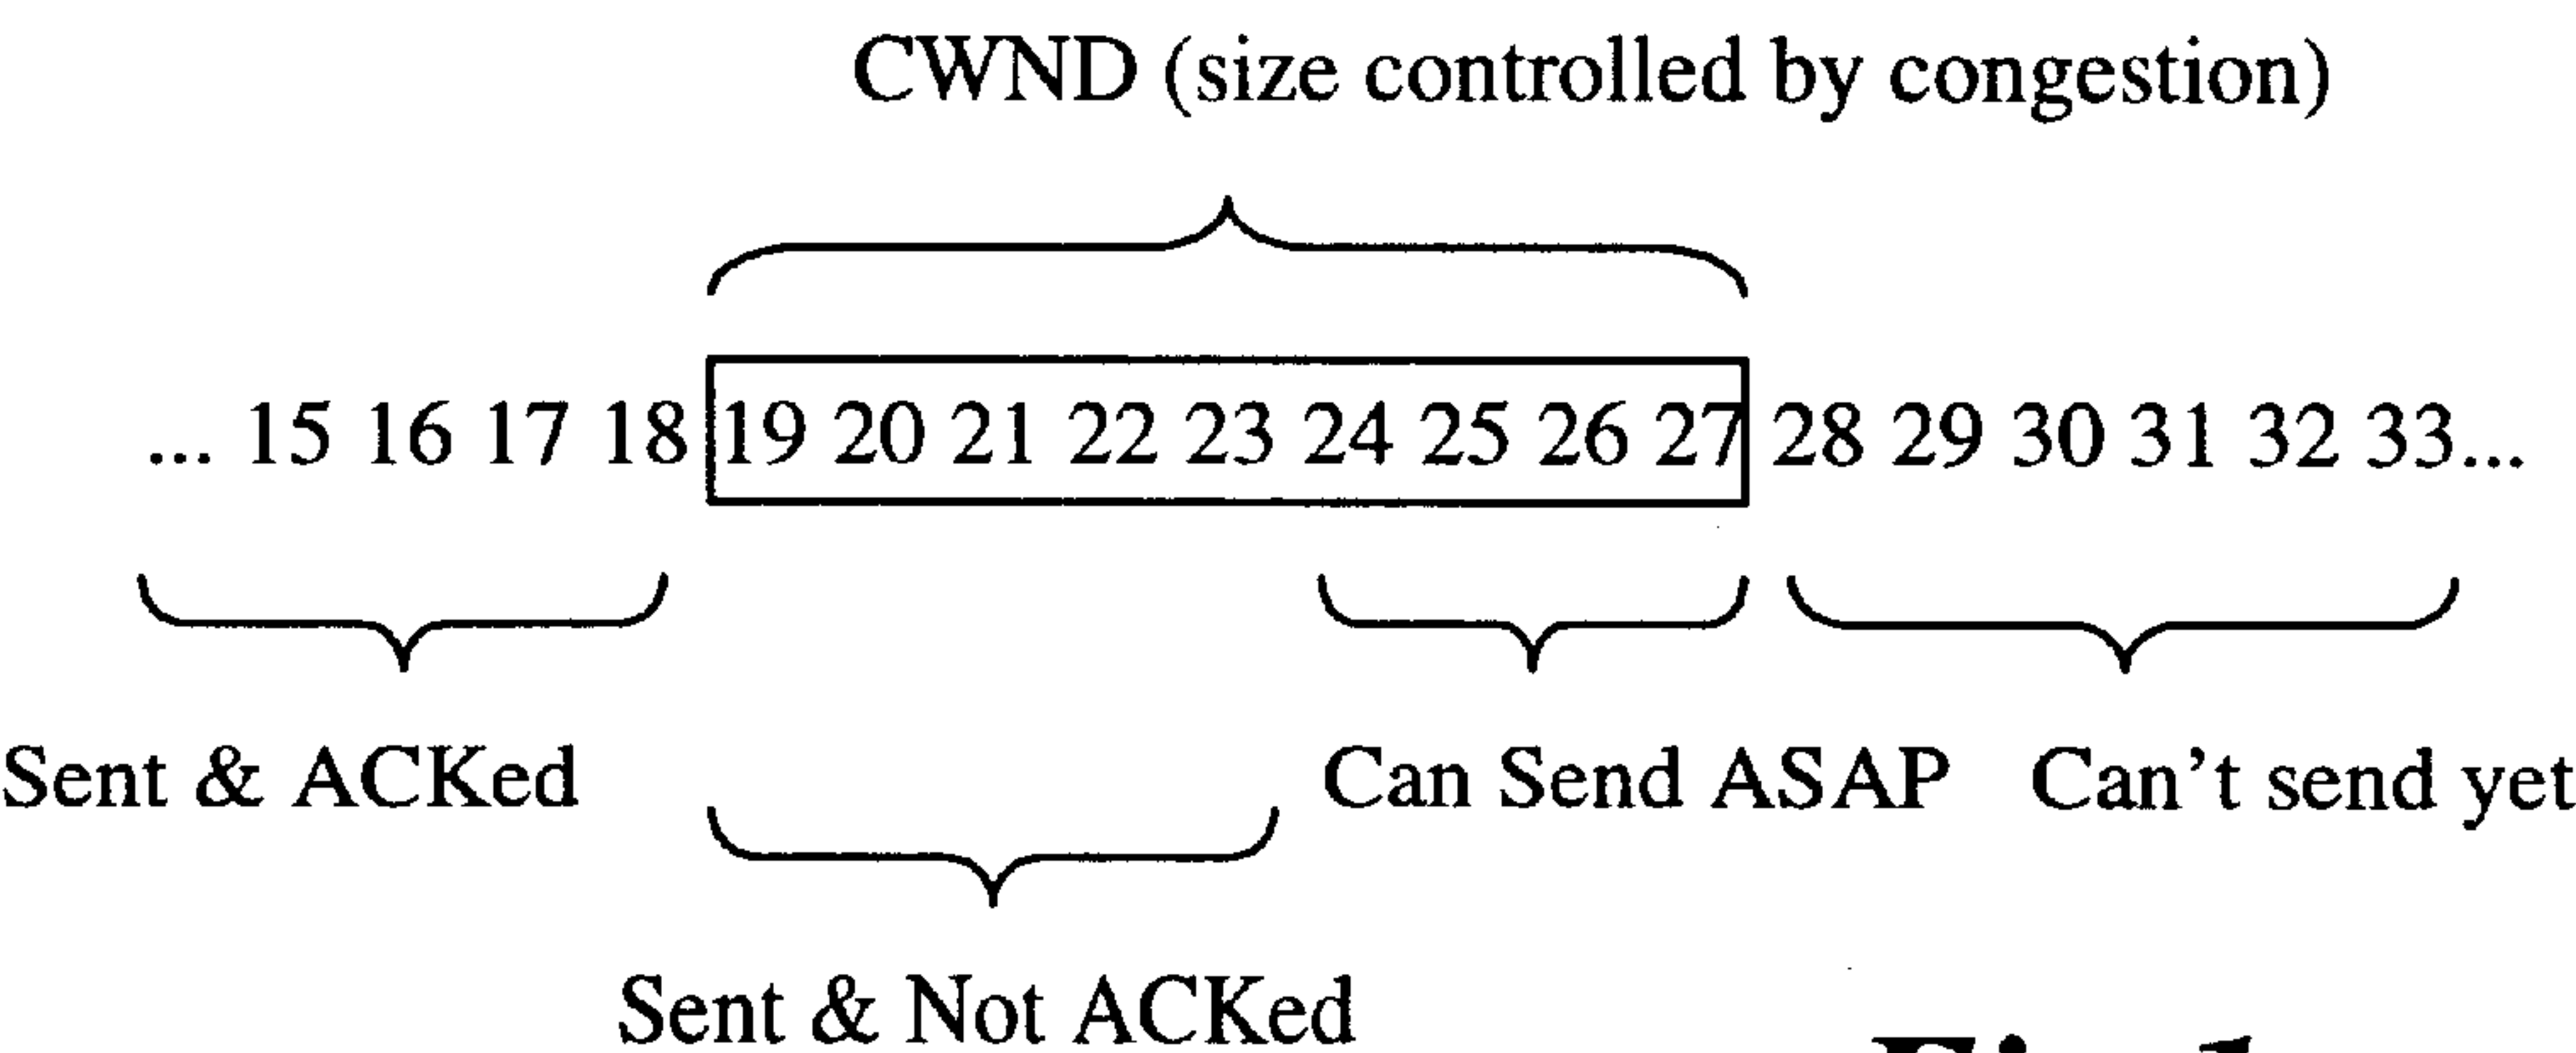 CWND (size controlled by congestion)
... 15 16 17 18 19 20 21 22 23 24 25 26 27 28 29 30 31 32 33...
Sent & ACKed Can Send ASAP Can't send yet
Sent & Not ACKed